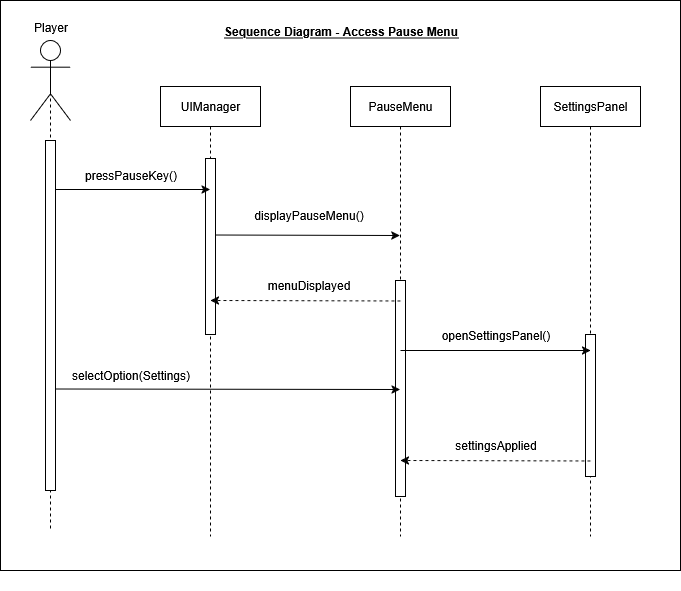 Player
Sequence Diagram - Access Pause Menu
UIManager
PauseMenu
SettingsPanel
pressPauseKey()
displayPauseMenu()
menuDisplayed
openSettingsPanel()
selectOption(Settings)
settingsApplied